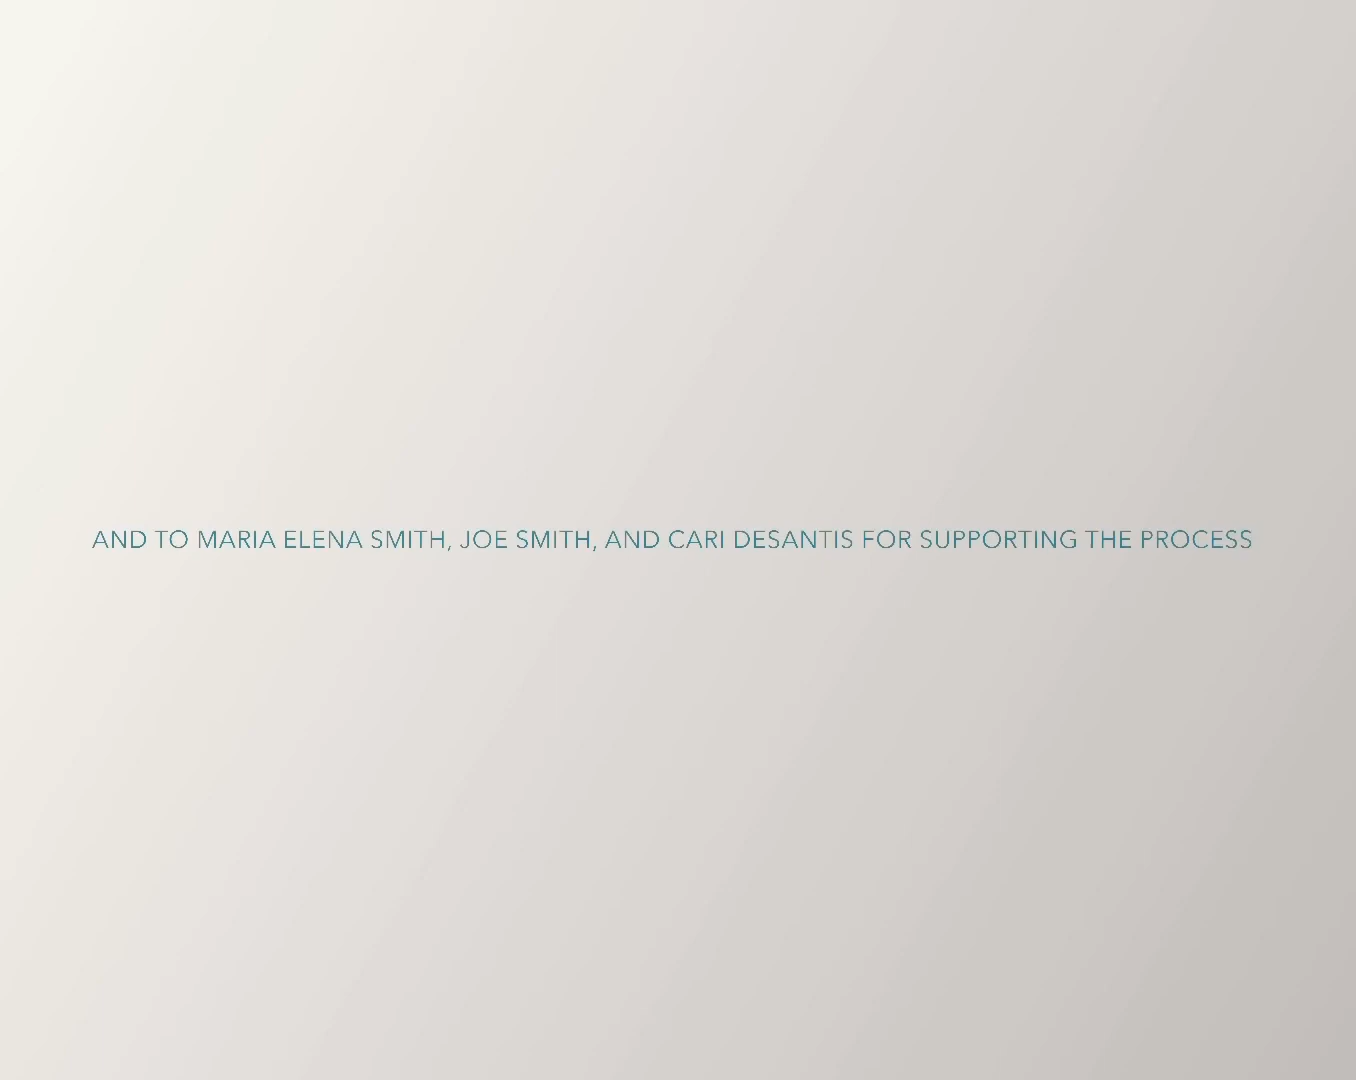 AND TO MARIA ELENA SMITH, JOE SMITH, AND CARI DESANTIS FOR SUPPORTING THE PROCESS